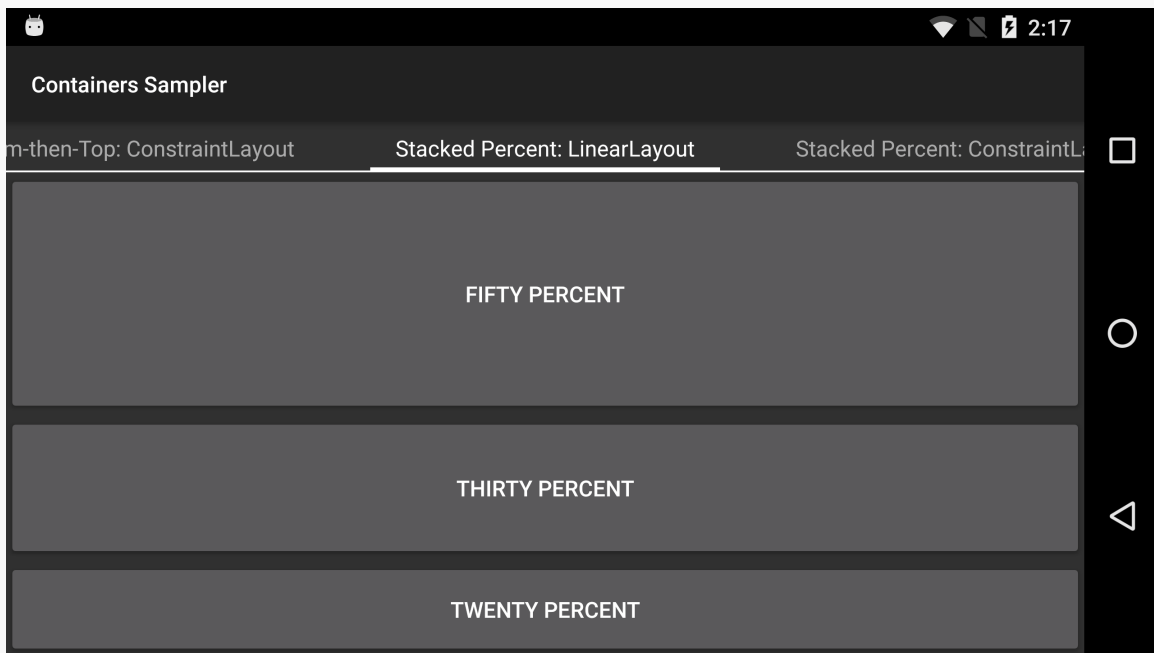 2:17
Containers Sampler
m-then-Top: ConstraintLayout Stacked Percent: LinearLayout Stacked Percent: ConstraintL
FIFTY PERCENT
THIRTY PERCENT
TWENTY PERCENT